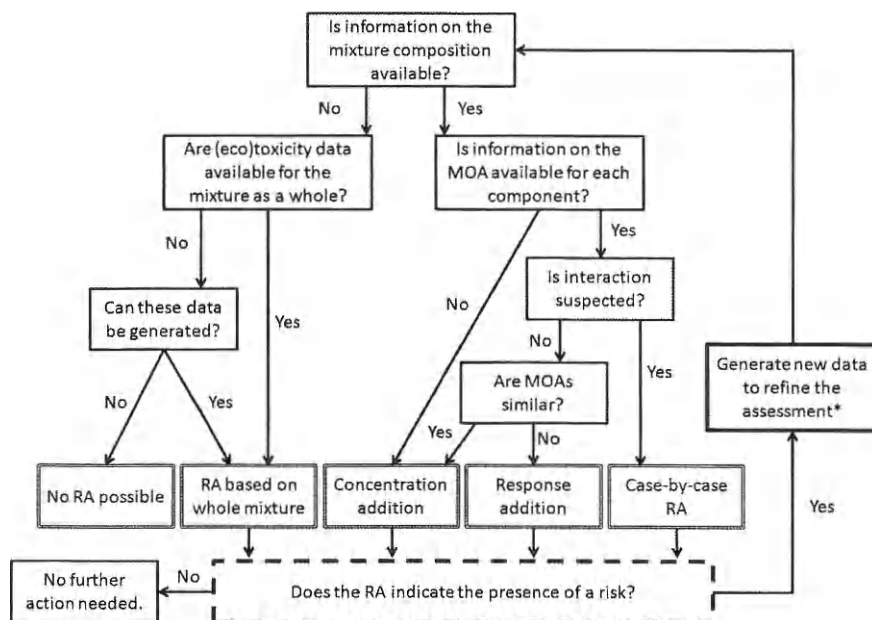 Is information on the
mixture composition
available?
No
Yes
Are (eco)toxicity data
available for the
mixture as a whole?
Is information on the
MOA available for each
component?
No
Yes
Is interaction
suspected?
Can these data
be generated?
Yes
No
No
Yes
Generate new data
to refine the
assessment*
Are MOAs
similar?
No
Yes
Yes
No
No RA possible
RA based on
whole mixture
Concentration
addition
Response
addition
Case-by-case
RA
Yes
No further
action needed.
No
Does the RA indicate the presence of a risk?